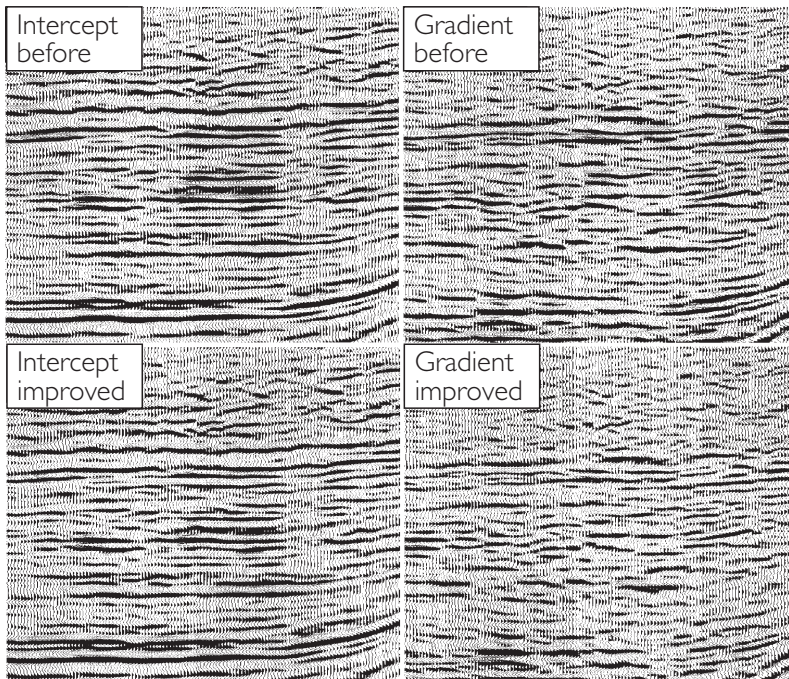 Intercept
before
Gradient
before
Intercept
improved
Gradient
improved